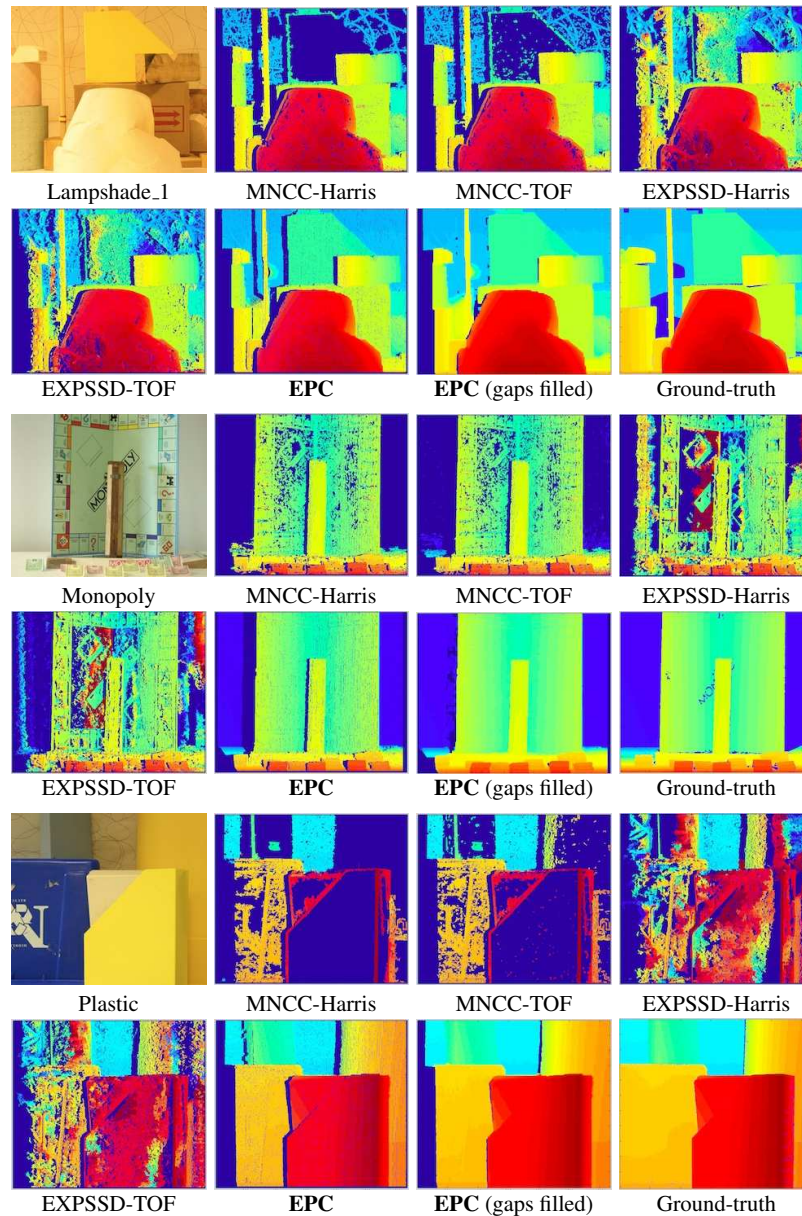 Lampshade_1 MNCC-Harris MNCC-TOF EXPSSD-Harris
EXPSSD-TOF EPC EPC (gaps filled) Ground-truth
MONOPOLY
Monopoly MNCC-Harris MNCC-TOF EXPSSD-Harris
EXPSSD-TOF EPC EPC (gaps filled) Ground-truth
Plastic MNCC-Harris MNCC-TOF EXPSSD-Harris
EXPSSD-TOF EPC EPC (gaps filled) Ground-truth